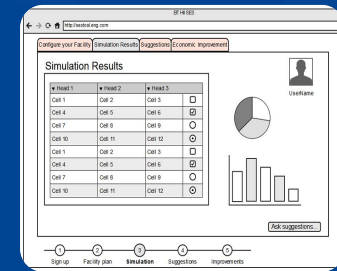 http://eestool.eng.com
Configure your Facility Simulation Results Suggestions Economic Improvement
Simulation Results
UserName
▾ Head 1 ▾ Head 2 ▾ Head 3
Cell 1 Cell 2 Cell 3
Cell 4 Cell 5 Cell 6
Cell 7 Cell 8 Cell 9
Cell 10 Cell 11 Cell 12
Cell 1 Cell 2 Cell 3
Cell 4 Cell 5 Cell 6
Cell 7 Cell 8 Cell 9
Cell 10 Cell 11 Cell 12
Ask suggestions...
1 2 3 4 5
Sign up Facility plan Simulation Suggestions Improvements